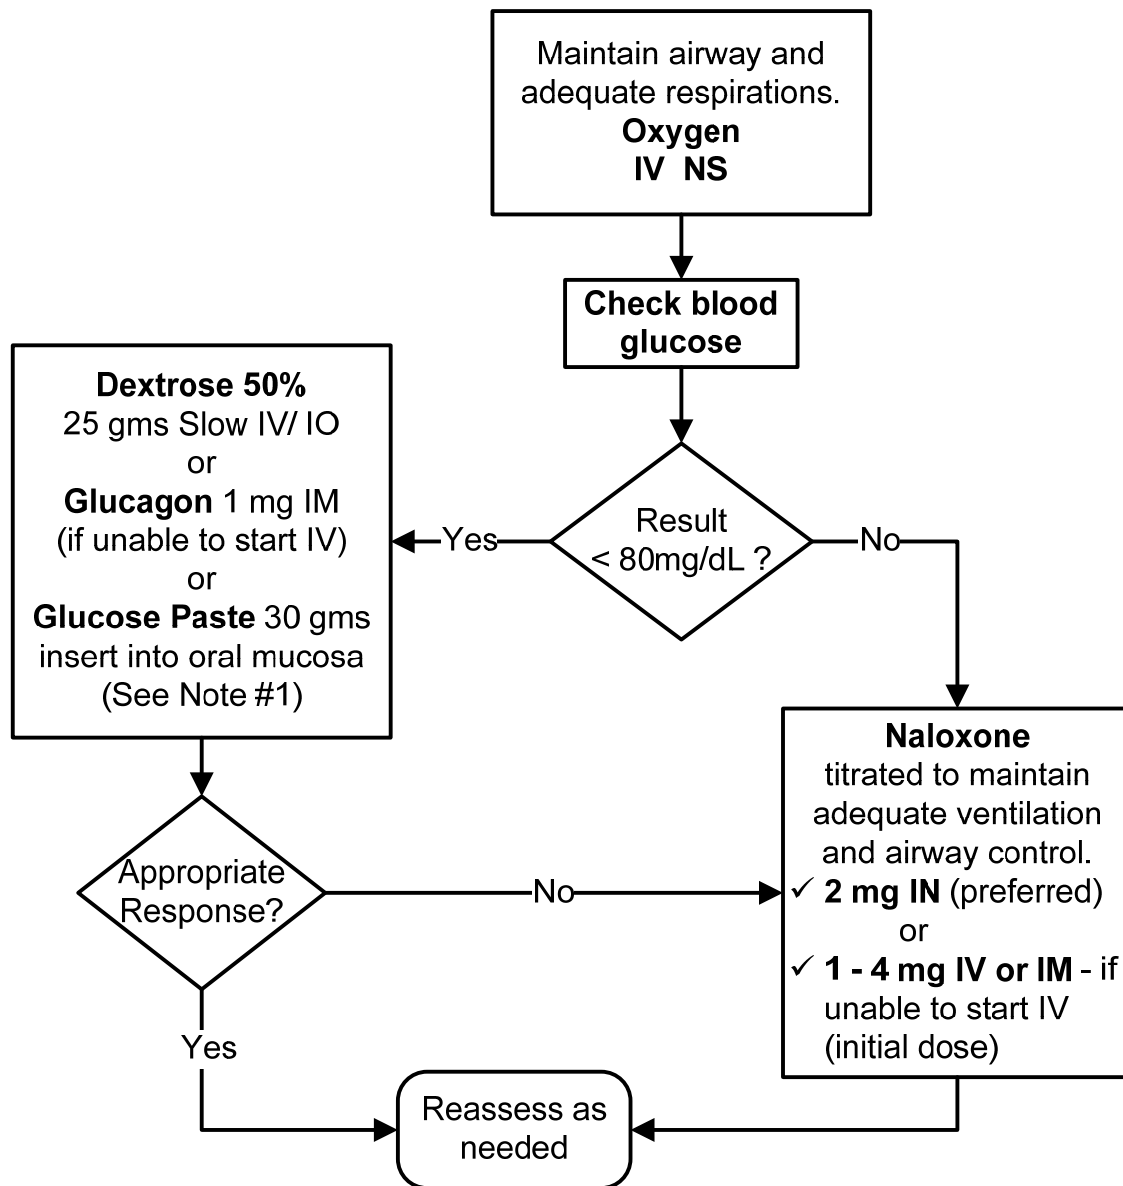 Maintain airway and
adequate respirations.
Oxygen
IV  NS
Check blood
glucose
Result
< 80mg/dL ?
Yes
No
Dextrose 50%
25 gms Slow IV/ IO
or
Glucagon 1 mg IM
(if unable to start IV)
or
Glucose Paste 30 gms
insert into oral mucosa
(See Note #1)
Appropriate
Response?
No
Yes
Naloxone
titrated to maintain
adequate ventilation
and airway control.
✓ 2 mg IN (preferred)
or
✓ 1 - 4 mg IV or IM - if
unable to start IV
(initial dose)
Reassess as
needed